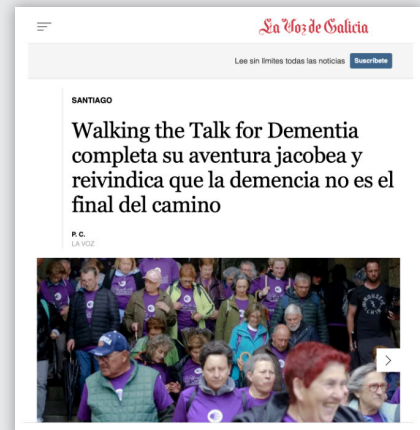 La Voz de Galicia
Lee sin límites todas las noticias Suscríbete
SANTIAGO
Walking the Talk for Dementia
completa su aventura jacobea y
reivindica que la demencia no es el
final del camino
P. C.
LA VOZ